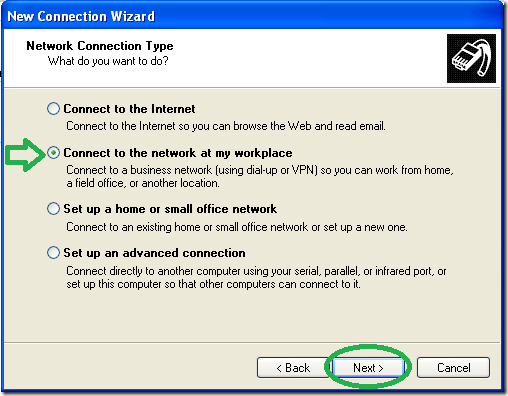 New Connection Wizard
Network Connection Type
What do you want to do?
Connect to the Internet
Connect to the Internet so you can browse the Web and read email.
Connect to the network at my workplace
Connect to a business network (using dial-up or VPN) so you can work from home,
a field office, or another location.
Set up a home or small office network
Connect to an existing home or small office network or set up a new one.
Set up an advanced connection
Connect directly to another computer using your serial, parallel, or infrared port, or
set up this computer so that other computers can connect to it.
< Back
Next >
Cancel